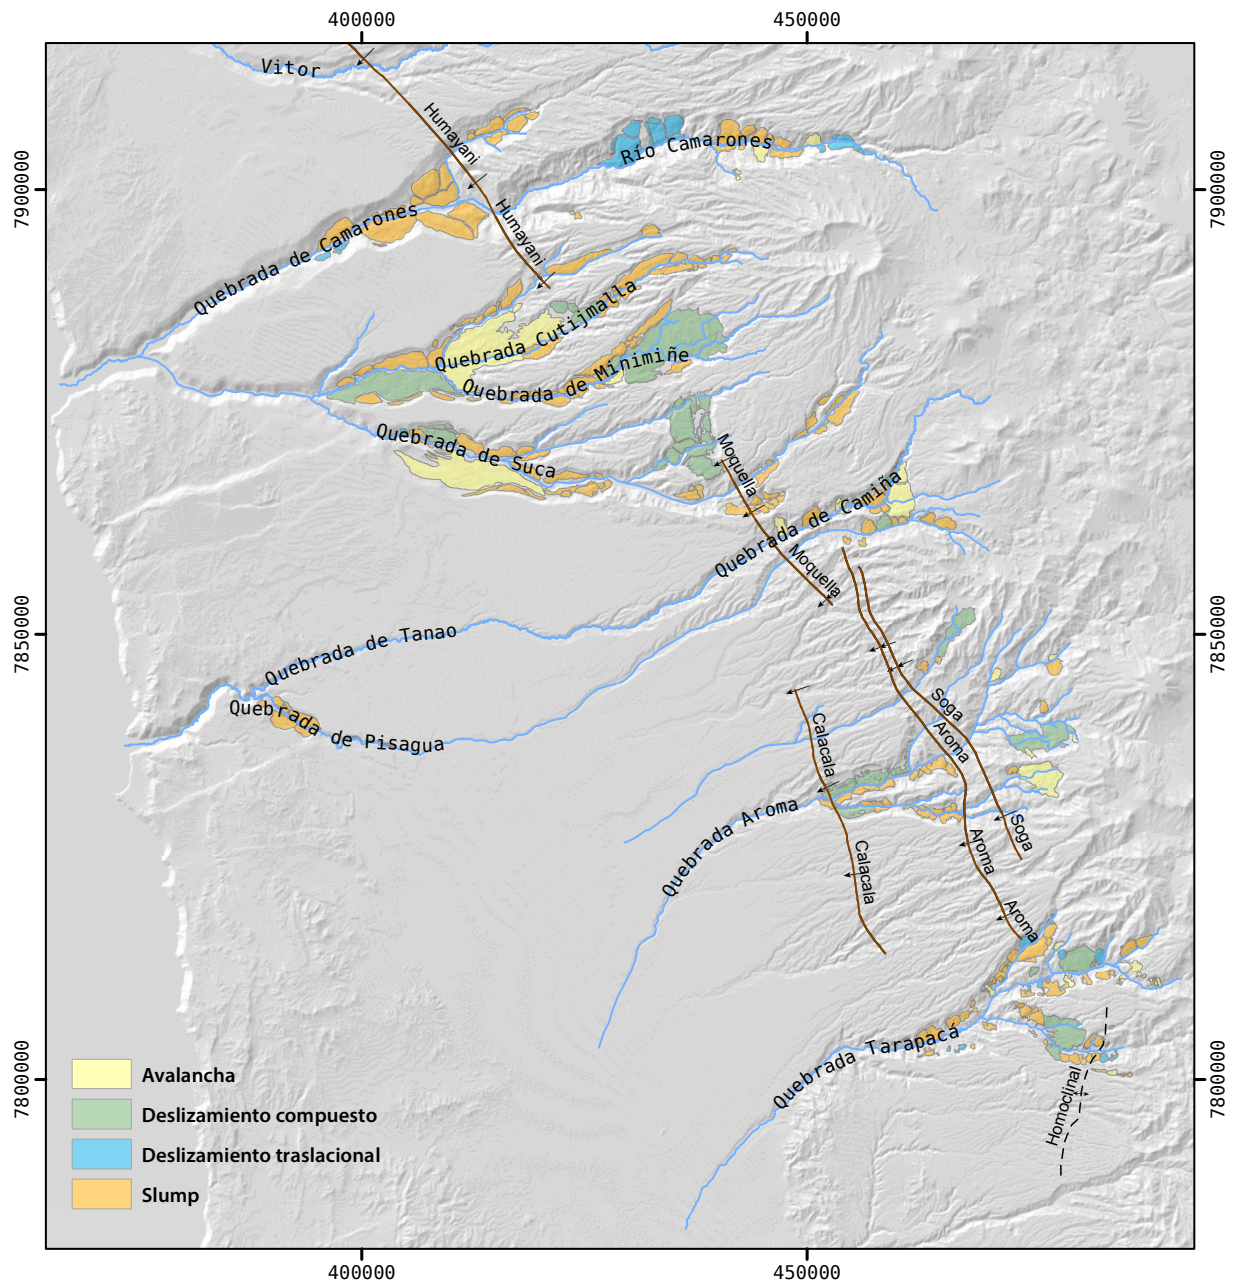 400000
450000
Vitor
Humayani
Río Camarones
7900000
7900000
Humayani
Quebrada de Camarones
Quebrada Cutijmalla
Quebrada de Minimiñe
Quebrada de Suca
Moquella
Quebrada de Camiña
Moquella
7850000
7850000
Quebrada de Tanao
Quebrada de Pisagua
Soga
Calacala
Aroma
Quebrada Aroma
Soga
Aroma
Calacala
Aroma
Quebrada Tarapacá
7800000
7800000
Homoclinal
Avalancha
Deslizamiento compuesto
Deslizamiento traslacional
Slump
400000
450000